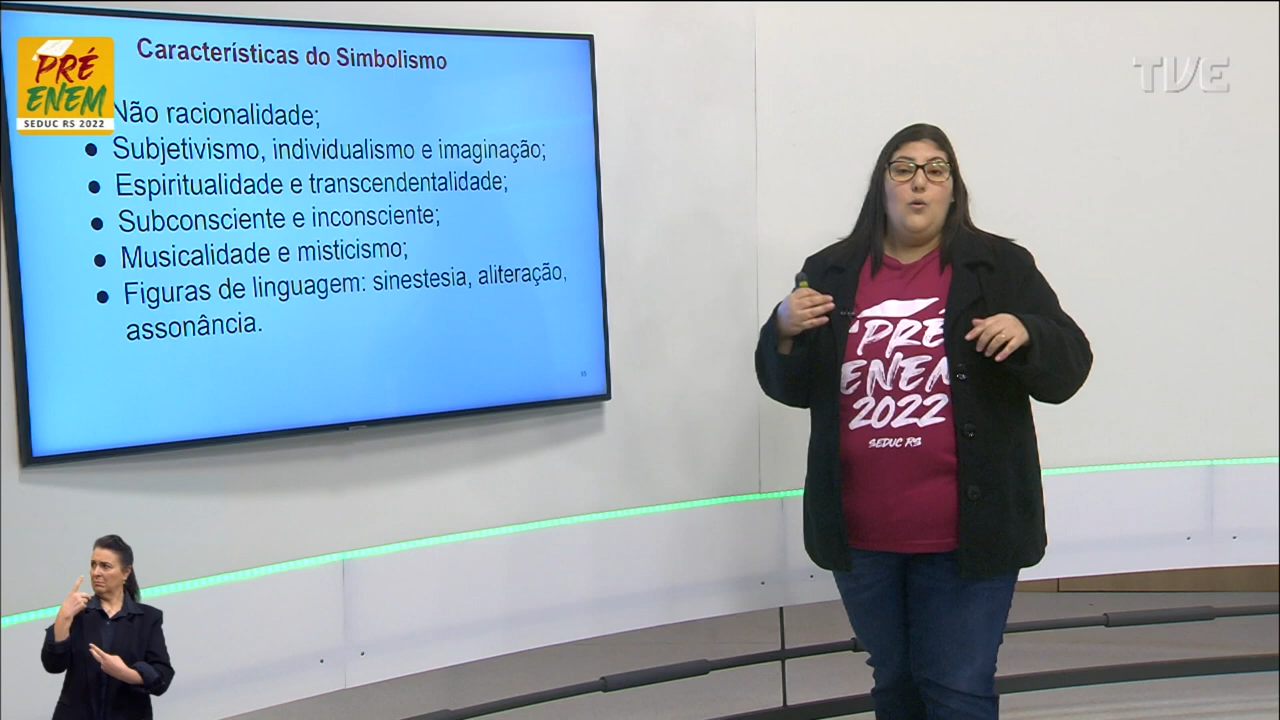 PRÉ
ENEM
SEDUC RS 2022
Características do Simbolismo
Não racionalidade;
● Subjetivismo, individualismo e imaginação;
● Espiritualidade e transcendentalidade;
● Subconsciente e inconsciente;
● Musicalidade e misticismo;
● Figuras de linguagem: sinestesia, aliteração,
assonância.
TVE
PRÉ
ENEM
2022
SEDUC RS